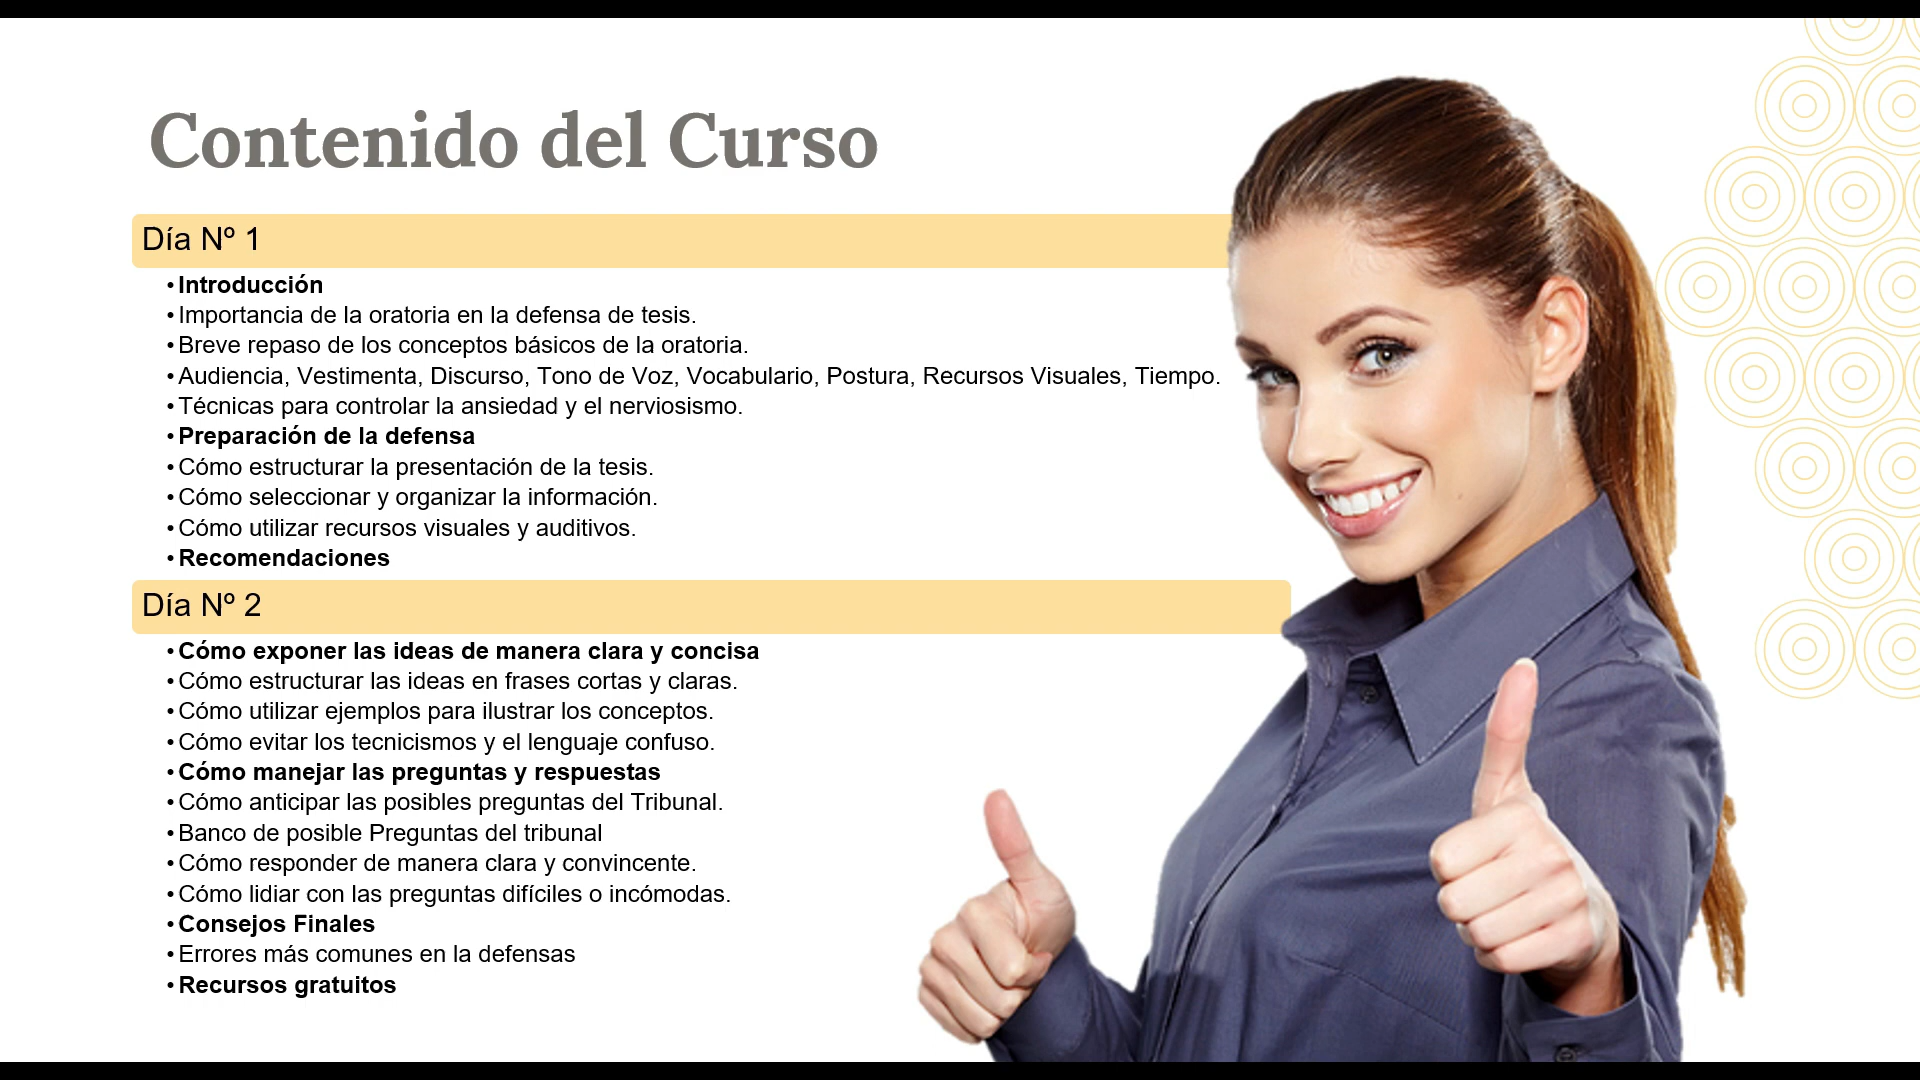 Contenido del Curso
Día Nº 1
•Introducción
•Importancia de la oratoria en la defensa de tesis.
•Breve repaso de los conceptos básicos de la oratoria.
•Audiencia, Vestimenta, Discurso, Tono de Voz, Vocabulario, Postura, Recursos Visuales, Tiempo.
•Técnicas para controlar la ansiedad y el nerviosismo.
•Preparación de la defensa
•Cómo estructurar la presentación de la tesis.
•Cómo seleccionar y organizar la información.
•Cómo utilizar recursos visuales y auditivos.
•Recomendaciones
Día Nº 2
•Cómo exponer las ideas de manera clara y concisa
•Cómo estructurar las ideas en frases cortas y claras.
•Cómo utilizar ejemplos para ilustrar los conceptos.
•Cómo evitar los tecnicismos y el lenguaje confuso.
•Cómo manejar las preguntas y respuestas
•Cómo anticipar las posibles preguntas del Tribunal.
•Banco de posible Preguntas del tribunal
•Cómo responder de manera clara y convincente.
•Cómo lidiar con las preguntas difíciles o incómodas.
•Consejos Finales
•Errores más comunes en la defensas
•Recursos gratuitos